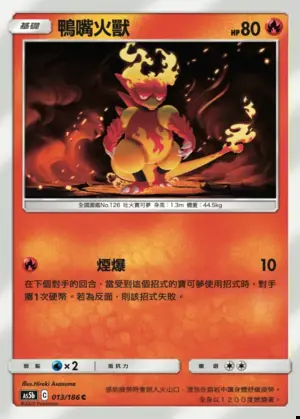 基礎 鴨嘴火獸 HP80
全國圖鑑No.126 吐火寶可夢 身高：1.3m 體重：44.5kg
煙爆 10
在下個對手的回合，當受到這個招式的寶可夢使用招式時，對手
擲1次硬幣。若為反面，則該招式失敗。
弱點 ×2 抵抗力 撤退
Illus.Hiroki Asanuma
AS5b C 013/186 C